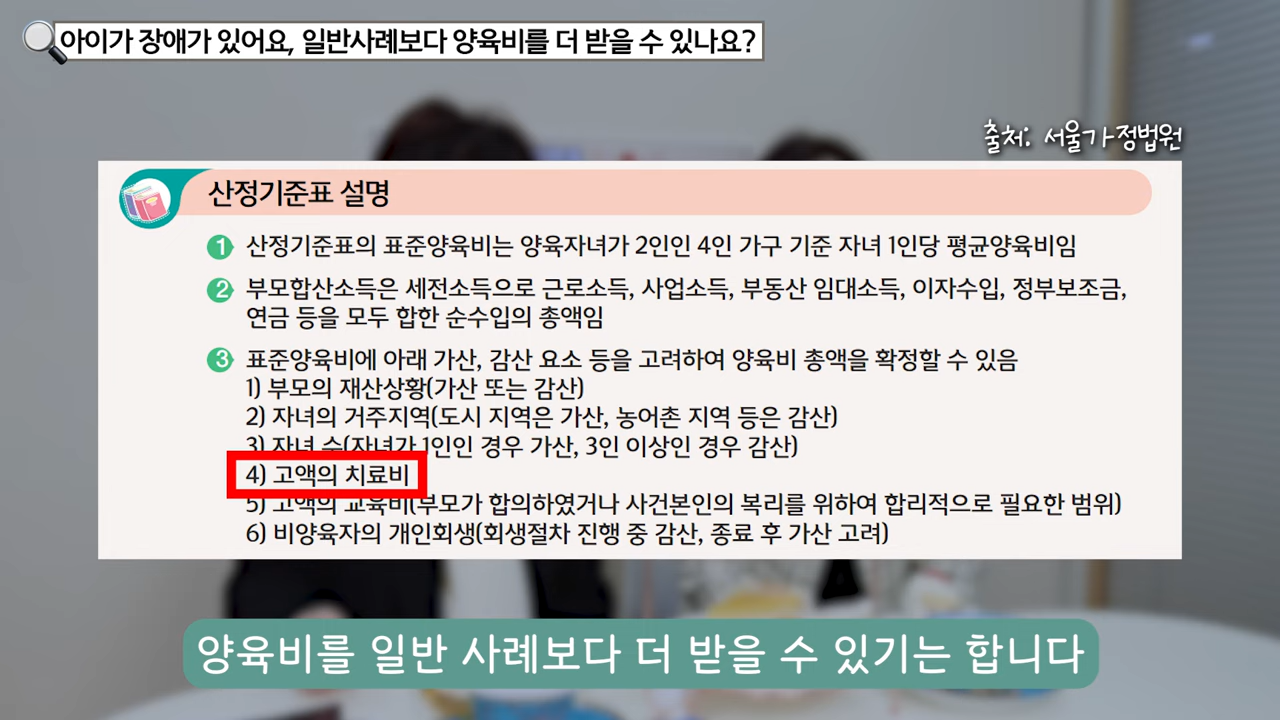 아이가 장애가 있어요, 일반사례보다 양육비를 더 받을 수 있나요?
출처: 서울가정법원
산정기준표 설명
1 산정기준표의 표준양육비는 양육자녀가 2인인 4인 가구 기준 자녀 1인당 평균양육비임
2 부모합산소득은 세전소득으로 근로소득, 사업소득, 부동산 임대소득, 이자수입, 정부보조금,
연금 등을 모두 합한 순수입의 총액임
3 표준양육비에 아래 가산, 감산 요소 등을 고려하여 양육비 총액을 확정할 수 있음
1) 부모의 재산상황(가산 또는 감산)
2) 자녀의 거주지역(도시 지역은 가산, 농어촌 지역 등은 감산)
3) 자녀 수(자녀가 1인인 경우 가산, 3인 이상인 경우 감산)
4) 고액의 치료비
5) 고액의 교육비(부모가 합의하였거나 사건본인의 복리를 위하여 합리적으로 필요한 범위)
6) 비양육자의 개인회생(회생절차 진행 중 감산, 종료 후 가산 고려)
양육비를 일반 사례보다 더 받을 수 있기는 합니다